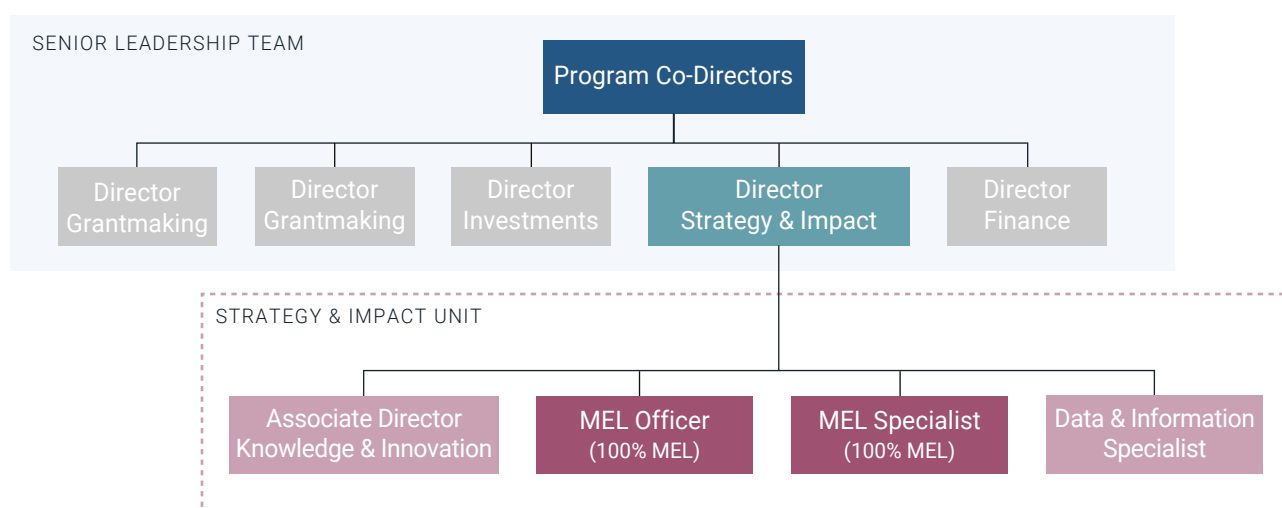 SENIOR LEADERSHIP TEAM
Program Co-Directors
Director
Grantmaking
Director
Grantmaking
Director
Investments
Director
Strategy & Impact
Director
Finance
STRATEGY & IMPACT UNIT
Associate Director
Knowledge & Innovation
MEL Officer
(100% MEL)
MEL Specialist
(100% MEL)
Data & Information
Specialist